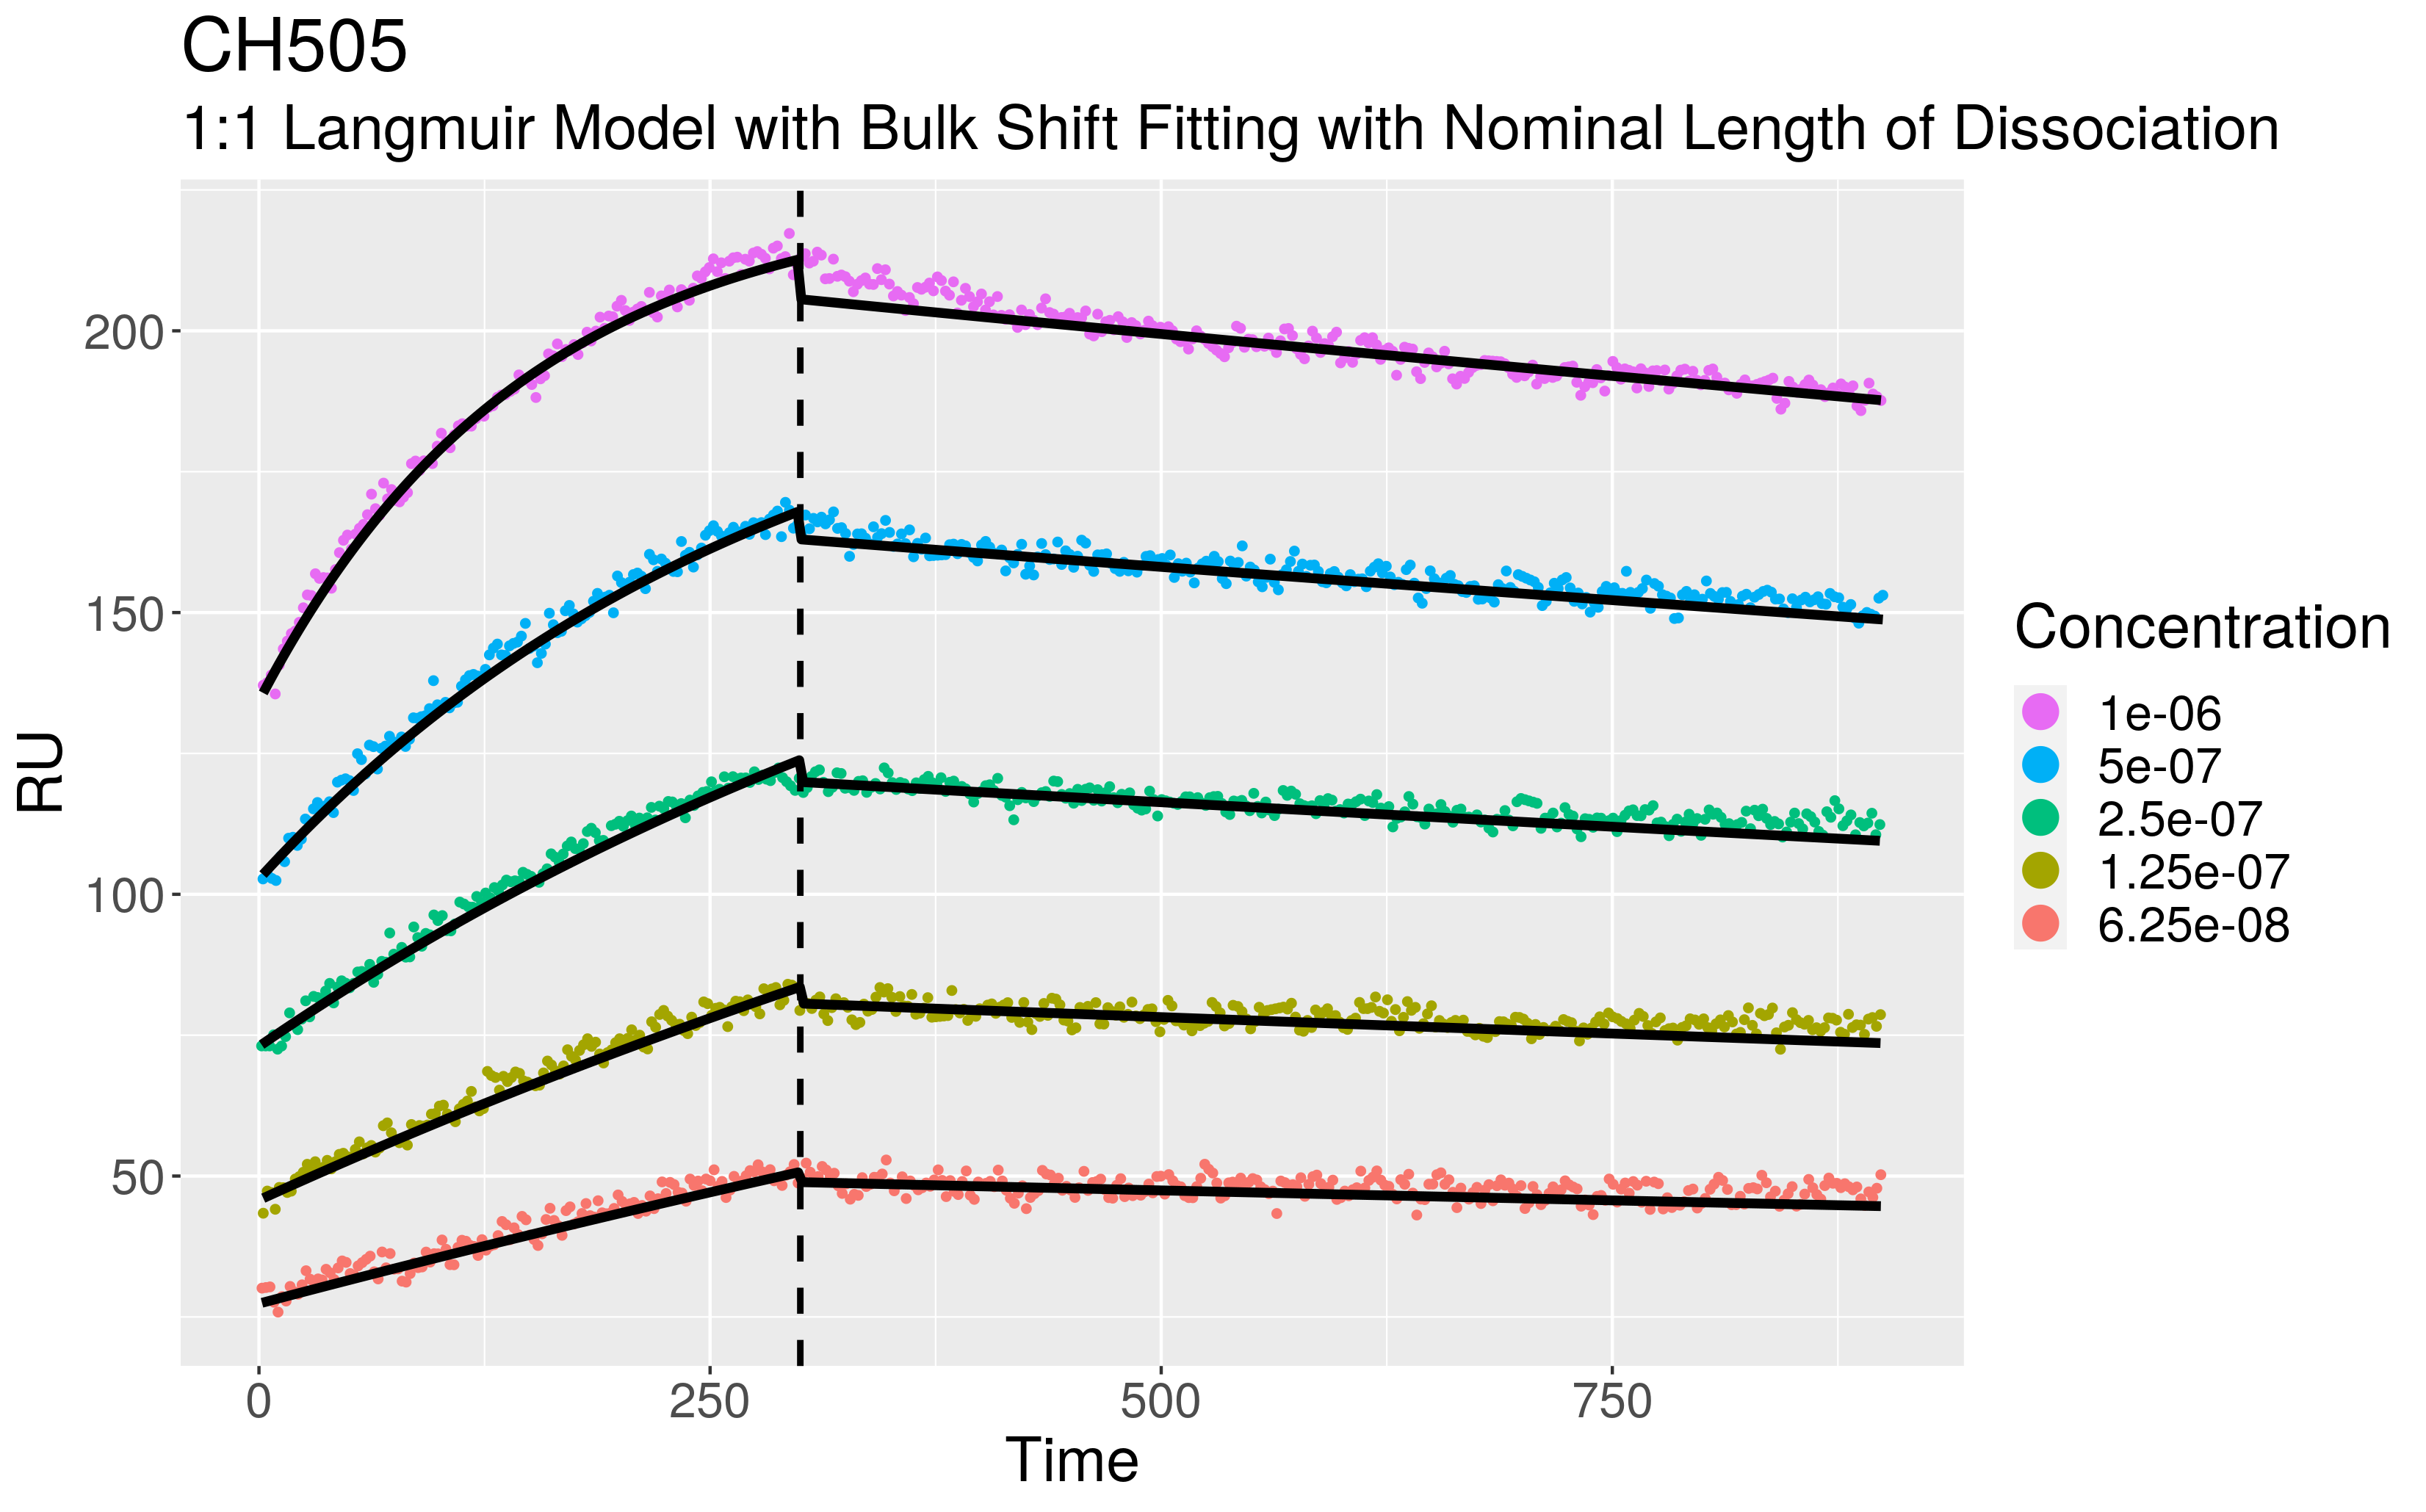 CH505
1:1 Langmuir Model with Bulk Shift Fitting with Nominal Length of Dissociation
RU
200
150
100
50
0
250
500
750
Time
Concentration
1e-06
5e-07
2.5e-07
1.25e-07
6.25e-08